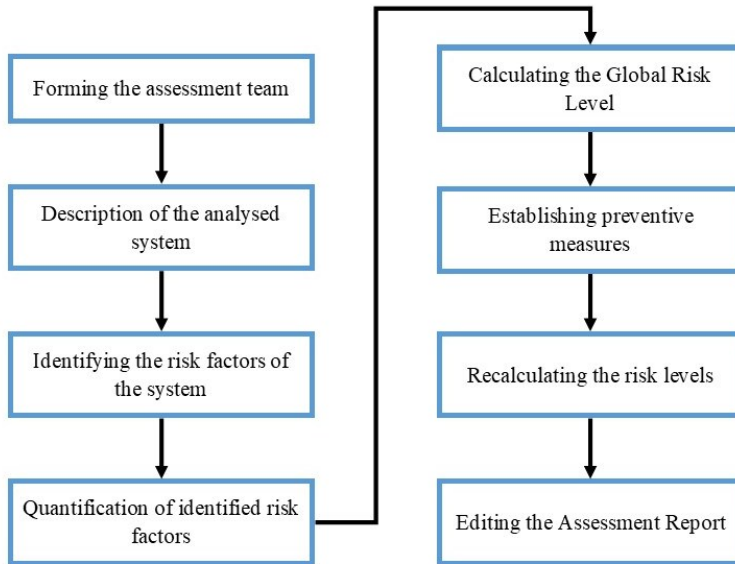 Forming the assessment team
Description of the analysed
system
Identifying the risk factors of
the system
Quantification of identified risk
factors
Calculating the Global Risk
Level
Establishing preventive
measures
Recalculating the risk levels
Editing the Assessment Report